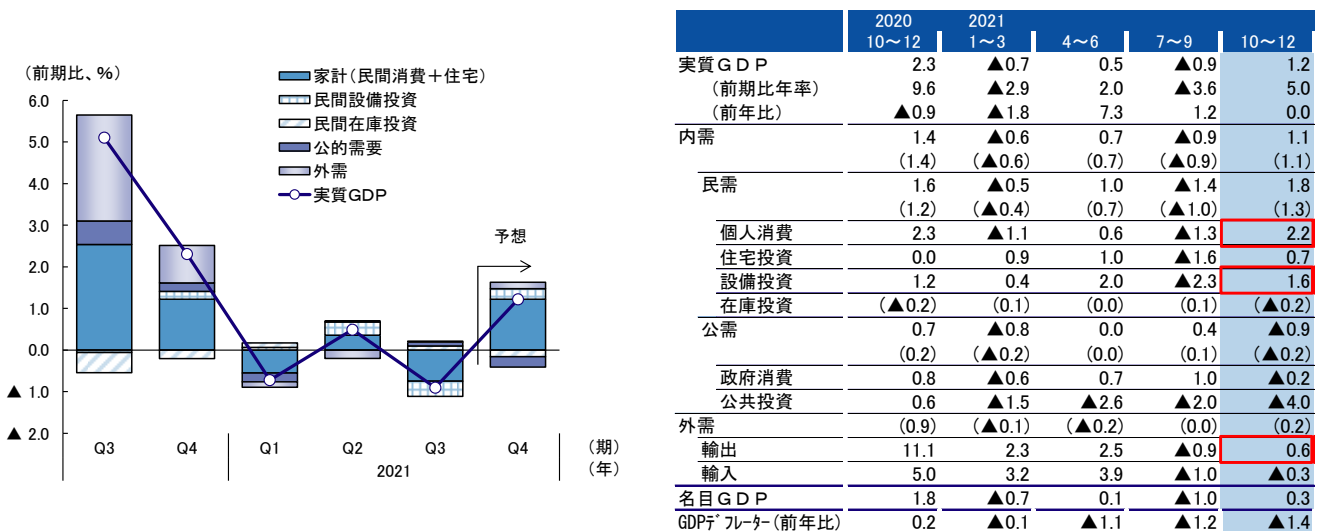 (前期比、%)
家計(民間消費+住宅)
民間設備投資
民間在庫投資
公的需要
外需
実質GDP
予想
6.0
5.0
4.0
3.0
2.0
1.0
0.0
▲ 1.0
▲ 2.0
Q3 Q4 Q1 Q2 Q3 Q4 (期)
2021 (年)
2020 2021
10~12 1~3 4~6 7~9 10~12
実質GDP 2.3 ▲0.7 0.5 ▲0.9 1.2
(前期比年率) 9.6 ▲2.9 2.0 ▲3.6 5.0
(前年比) ▲0.9 ▲1.8 7.3 1.2 0.0
内需 1.4 ▲0.6 0.7 ▲0.9 1.1
(1.4) (▲0.6) (0.7) (▲0.9) (1.1)
民需 1.6 ▲0.5 1.0 ▲1.4 1.8
(1.2) (▲0.4) (0.7) (▲1.0) (1.3)
個人消費 2.3 ▲1.1 0.6 ▲1.3 2.2
住宅投資 0.0 0.9 1.0 ▲1.6 0.7
設備投資 1.2 0.4 2.0 ▲2.3 1.6
在庫投資 (▲0.2) (0.1) (0.0) (0.1) (▲0.2)
公需 0.7 ▲0.8 0.0 0.4 ▲0.9
(0.2) (▲0.2) (0.0) (0.1) (▲0.2)
政府消費 0.8 ▲0.6 0.7 1.0 ▲0.2
公共投資 0.6 ▲1.5 ▲2.6 ▲2.0 ▲4.0
外需 (0.9) (▲0.1) (▲0.2) (0.0) (0.2)
輸出 11.1 2.3 2.5 ▲0.9 0.6
輸入 5.0 3.2 3.9 ▲1.0 ▲0.3
名目GDP 1.8 ▲0.7 0.1 ▲1.0 0.3
GDPデフレーター(前年比) 0.2 ▲0.1 ▲1.1 ▲1.2 ▲1.4